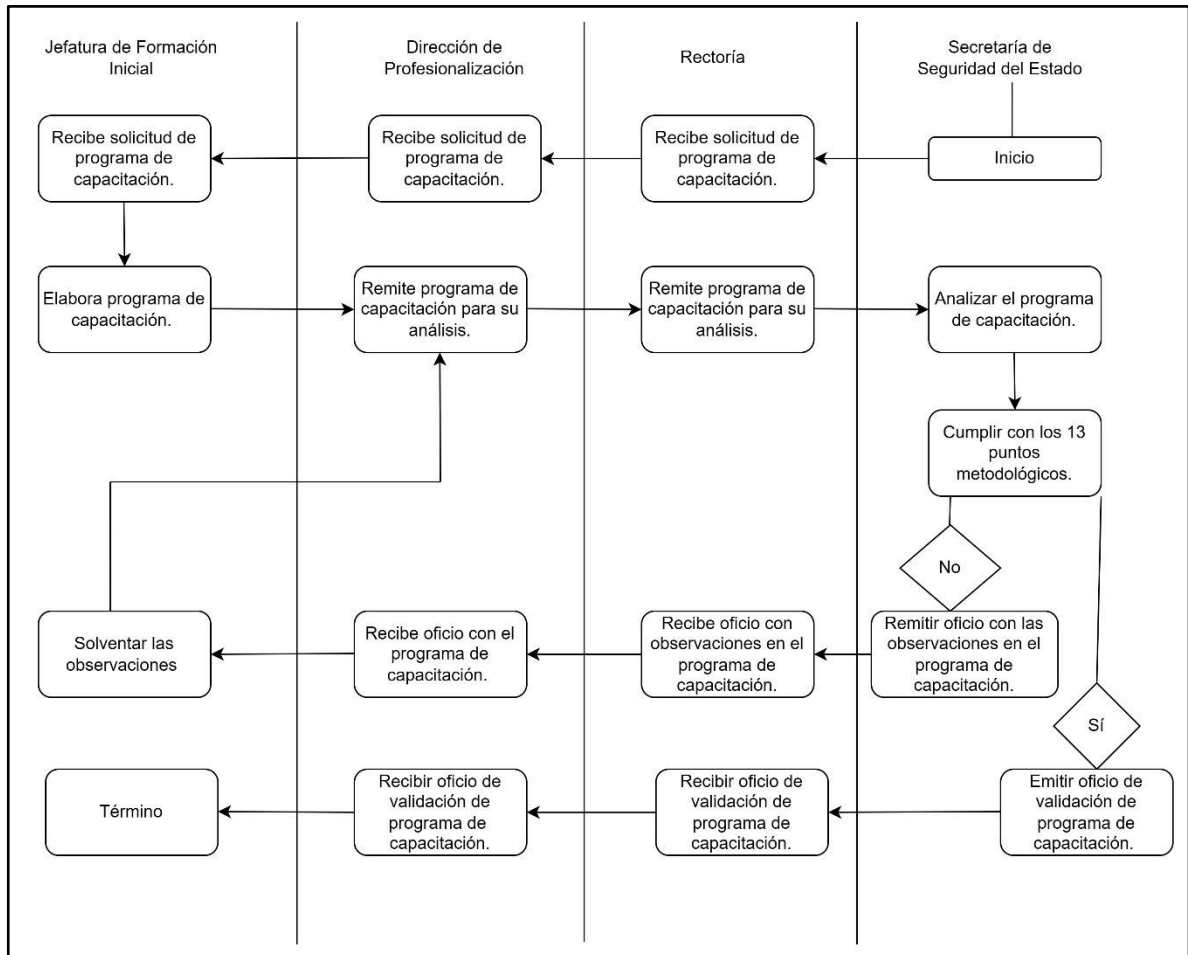 Jefatura de Formación
Inicial
Dirección de
Profesionalización
Rectoría
Secretaría de
Seguridad del Estado
Recibe solicitud de
programa de
capacitación.
Recibe solicitud de
programa de
capacitación.
Recibe solicitud de
programa de
capacitación.
Inicio
Elabora programa de
capacitación.
Remite programa de
capacitación para su
análisis.
Remite programa de
capacitación para su
análisis.
Analizar el programa
de capacitación.
Cumplir con los 13
puntos
metodológicos.
No
Solventar las
observaciones
Recibe oficio con el
programa de
capacitación.
Recibe oficio con
observaciones en el
programa de
capacitación.
Remitir oficio con las
observaciones en el
programa de
capacitación.
Sí
Término
Recibir oficio de
validación de
programa de
capacitación.
Recibir oficio de
validación de
programa de
capacitación.
Emitir oficio de
validación de
programa de
capacitación.